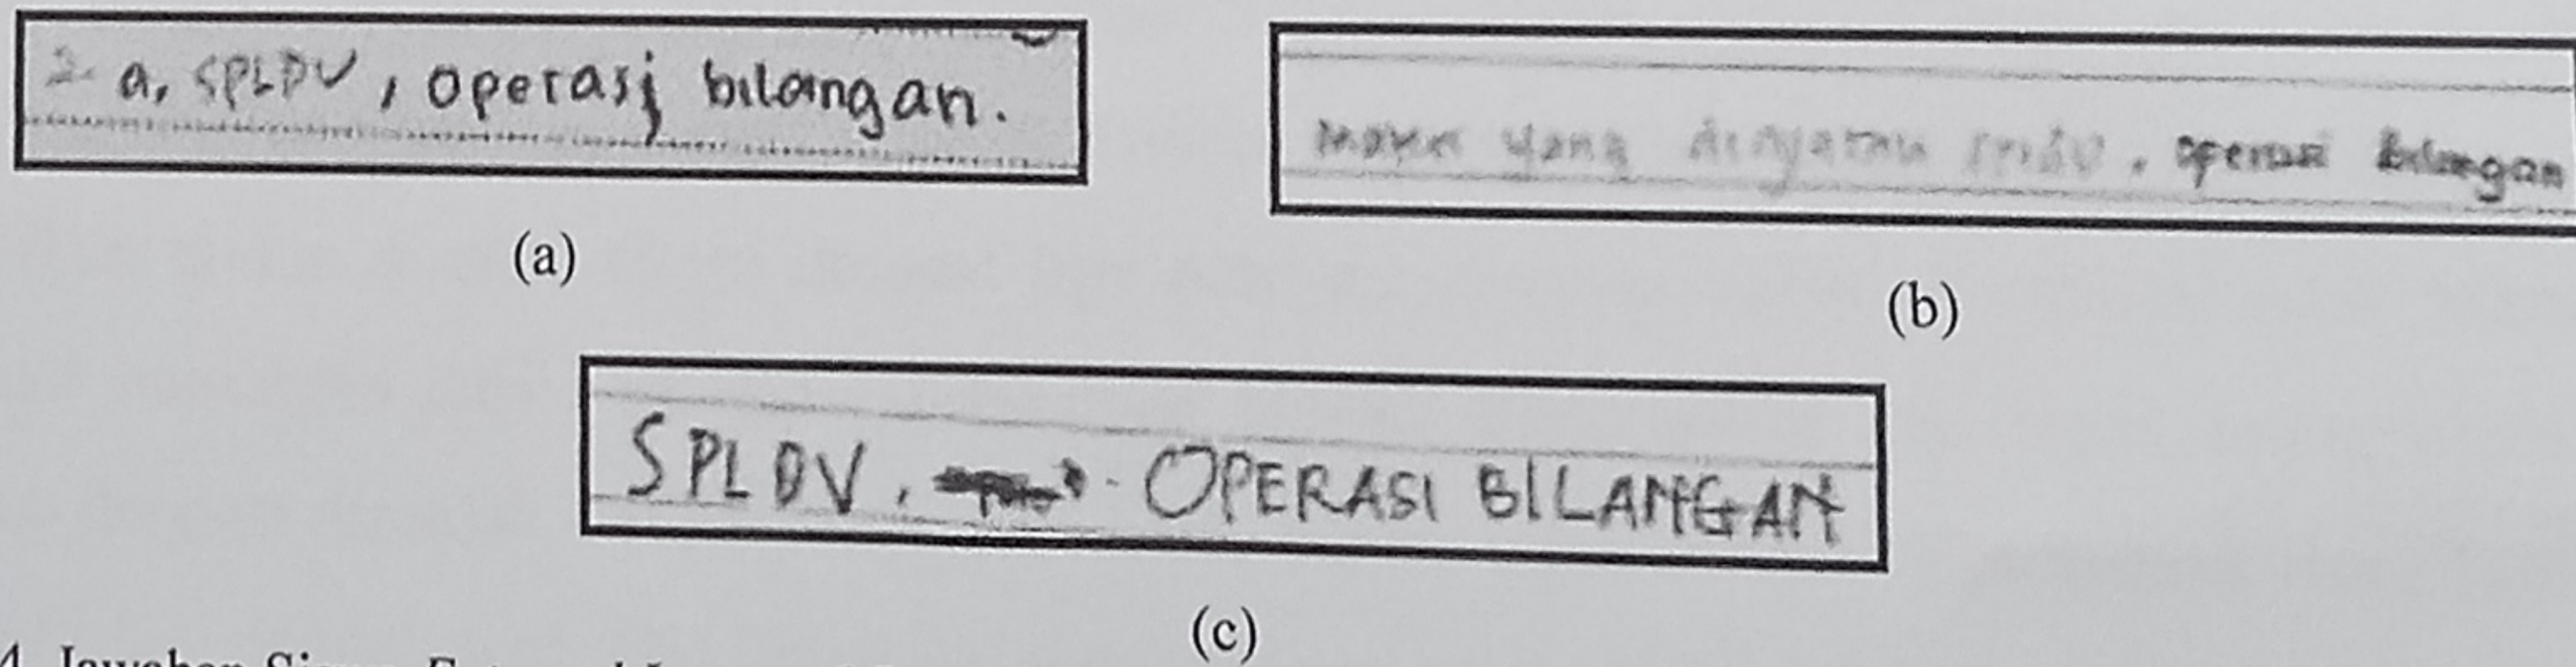 2. a, SPLDV, operasi bilangan.
(a)
yang SPLDV, operasi Bilangan
(b)
SPLDV, OPERASI BILANGAN
(c)
4. Jawaban Siswa